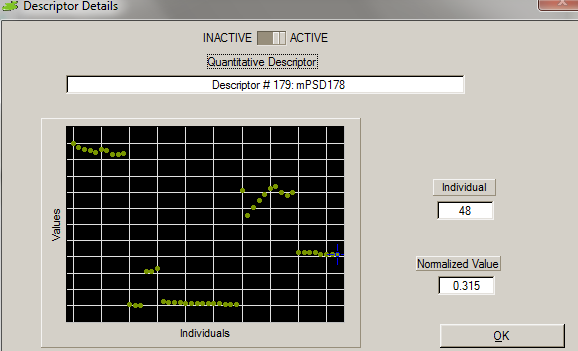 Descriptor Details
INACTIVE ACTIVE
Quantitative Descriptor
Descriptor # 179: mPSD178
Values
Individuals
Individual
48
Normalized Value
0.315
OK